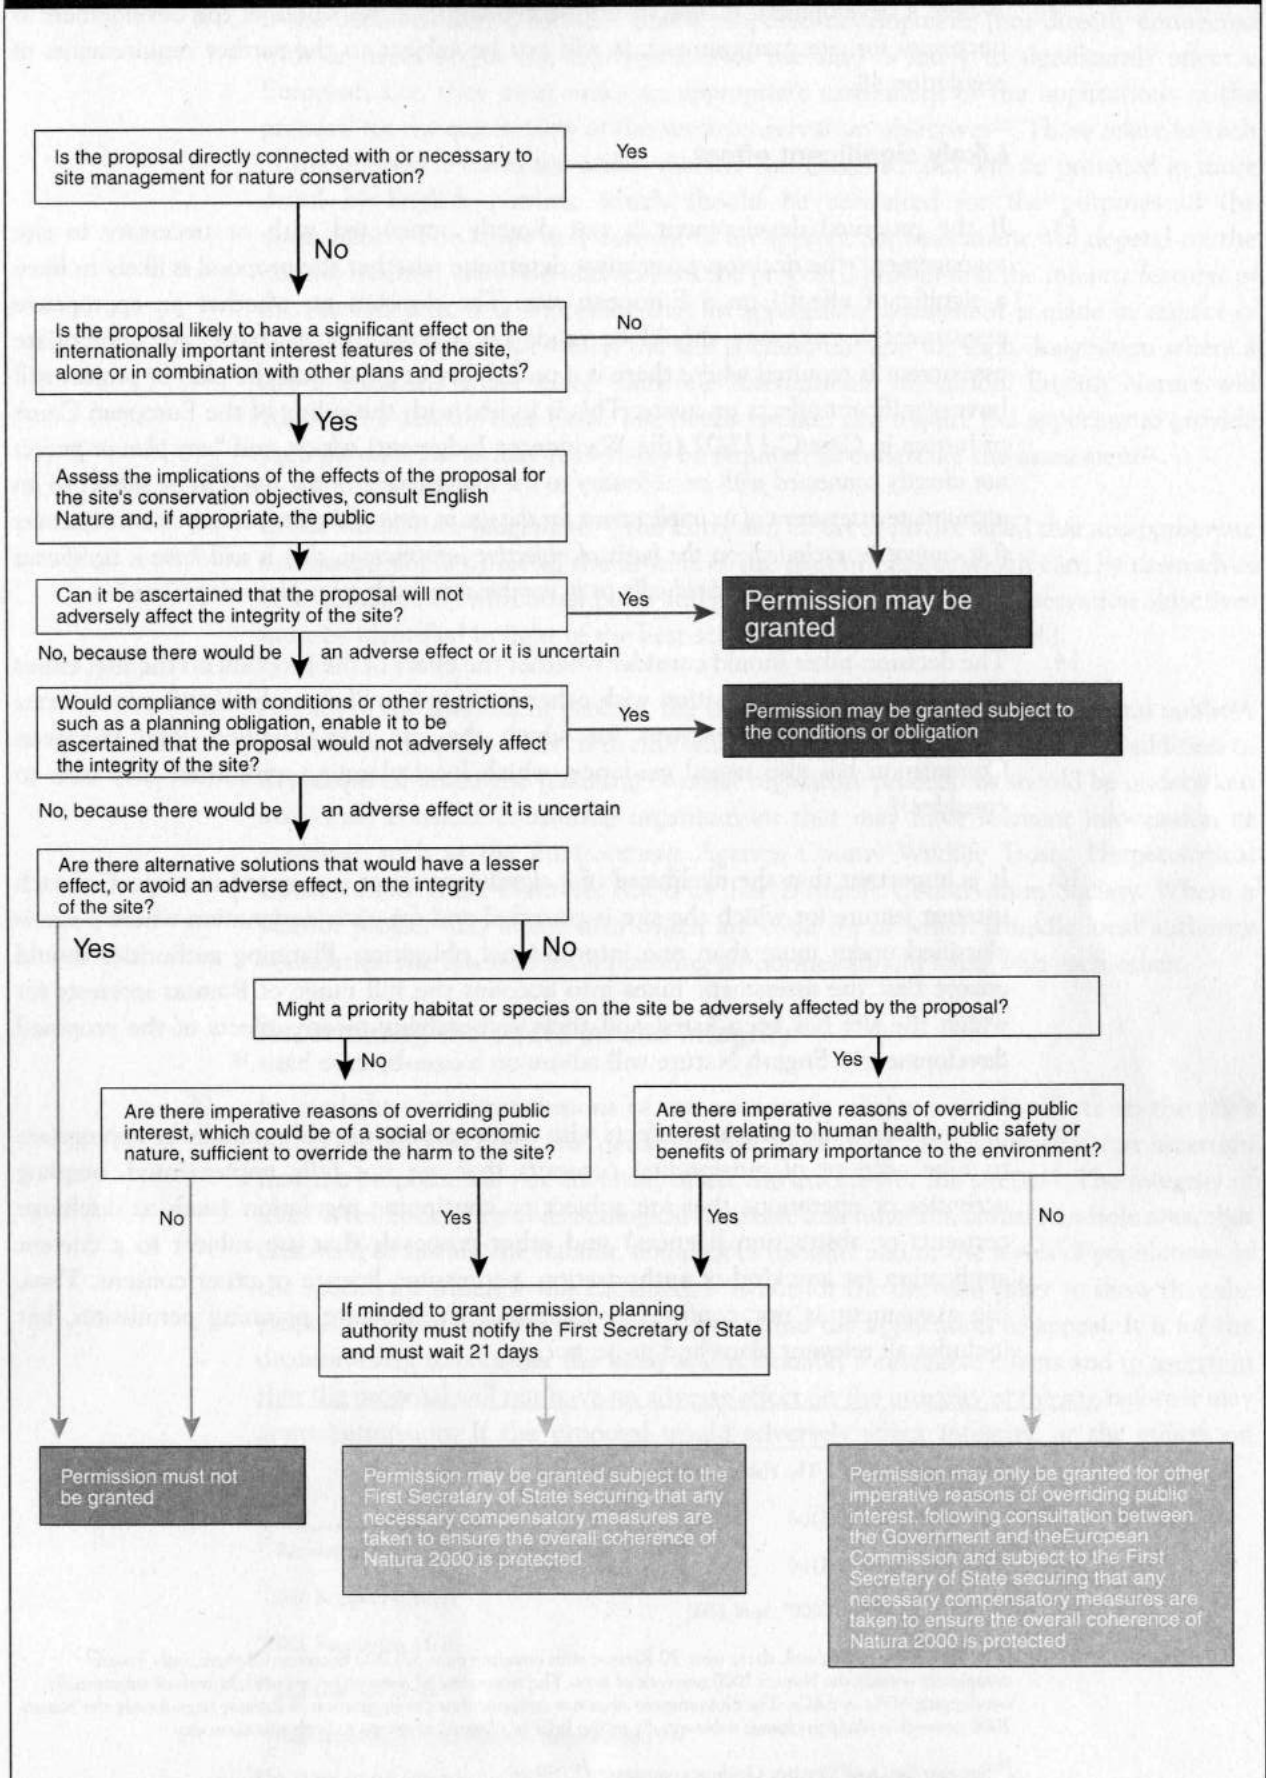 Is the proposal directly connected with or necessary to
site management for nature conservation?
Yes
No
Is the proposal likely to have a significant effect on the
internationally important interest features of the site,
alone or in combination with other plans and projects?
No
Yes
Assess the implications of the effects of the proposal for
the site's conservation objectives, consult English
Nature and, if appropriate, the public
Can it be ascertained that the proposal will not
adversely affect the integrity of the site?
Yes
Permission may be
granted
No, because there would be an adverse effect or it is uncertain
Would compliance with conditions or other restrictions,
such as a planning obligation, enable it to be
ascertained that the proposal would not adversely affect
the integrity of the site?
Yes
Permission may be granted subject to
the conditions or obligation
No, because there would be an adverse effect or it is uncertain
Are there alternative solutions that would have a lesser
effect, or avoid an adverse effect, on the integrity
of the site?
Yes
No
Might a priority habitat or species on the site be adversely affected by the proposal?
No
Yes
Are there imperative reasons of overriding public
interest, which could be of a social or economic
nature, sufficient to override the harm to the site?
Are there imperative reasons of overriding public
interest relating to human health, public safety or
benefits of primary importance to the environment?
No
Yes
Yes
No
If minded to grant permission, planning
authority must notify the First Secretary of State
and must wait 21 days
Permission must not
be granted
Permission may be granted subject to the
First Secretary of State securing that any
necessary compensatory measures are
taken to ensure the overall coherence of
Natura 2000 is protected
Permission may only be granted for other
imperative reasons of overriding public
interest, following consultation between
the Government and theEuropean
Commission and subject to the First
Secretary of State securing that any
necessary compensatory measures are
taken to ensure the overall coherence of
Natura 2000 is protected